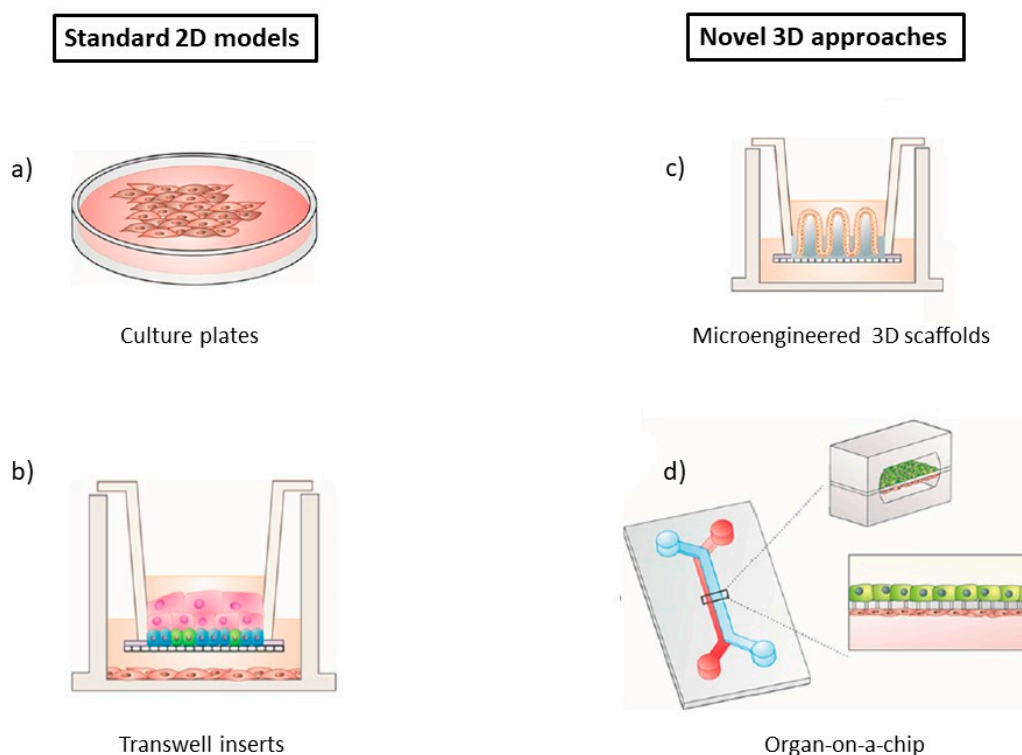 Standard 2D models
Novel 3D approaches
a)
Culture plates
c)
Microengineered 3D scaffolds
b)
Transwell inserts
d)
Organ-on-a-chip